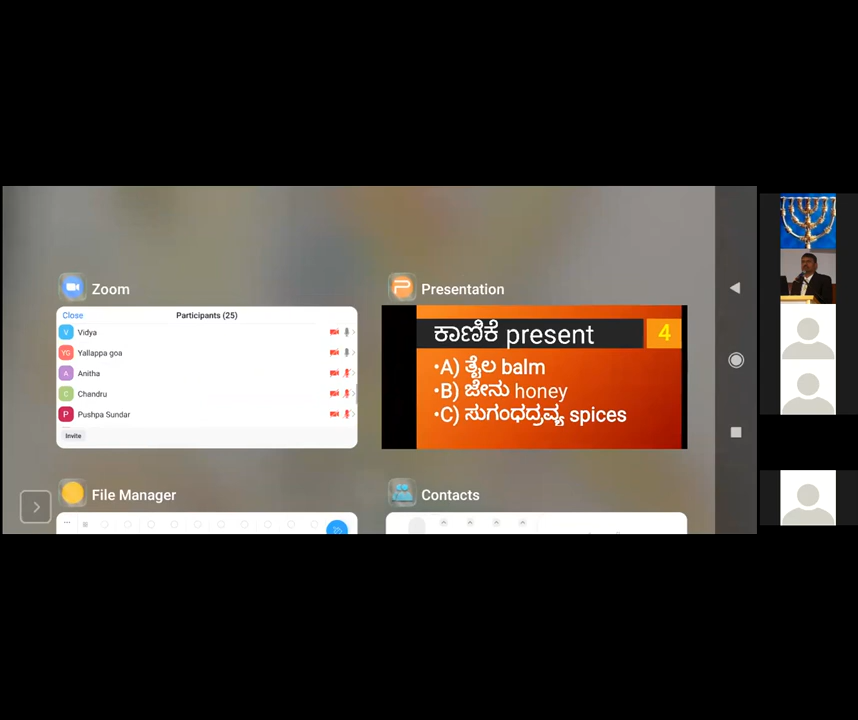 Zoom
Close Participants (25)
V Vidya
YG Yallappa goa
A Anitha
C Chandru
P Pushpa Sundar
Invite
Presentation
ಕಾಣಿಕೆ present 4
•A) ತೈಲ balm
•B) ಜೇನು honey
•C) ಸುಗಂಧದ್ರವ್ಯ spices
File Manager
Contacts